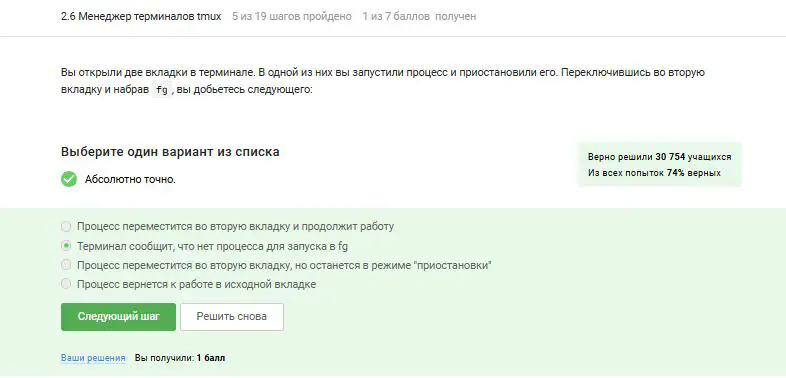 2.6 Менеджер терминалов tmux 5 из 19 шагов пройдено 1 из 7 баллов получен
Вы открыли две вкладки в терминале. В одной из них вы запустили процесс и приостановили его. Переключившись во вторую
вкладку и набрав fg , вы добьетесь следующего:
Выберите один вариант из списка
Абсолютно точно.
Верно решили 30 754 учащихся
Из всех попыток 74% верных
Процесс переместится во вторую вкладку и продолжит работу
Терминал сообщит, что нет процесса для запуска в fg
Процесс переместится во вторую вкладку, но останется в режиме "приостановки"
Процесс вернется к работе в исходной вкладке
Следующий шаг Решить снова
Ваши решения Вы получили: 1 балл